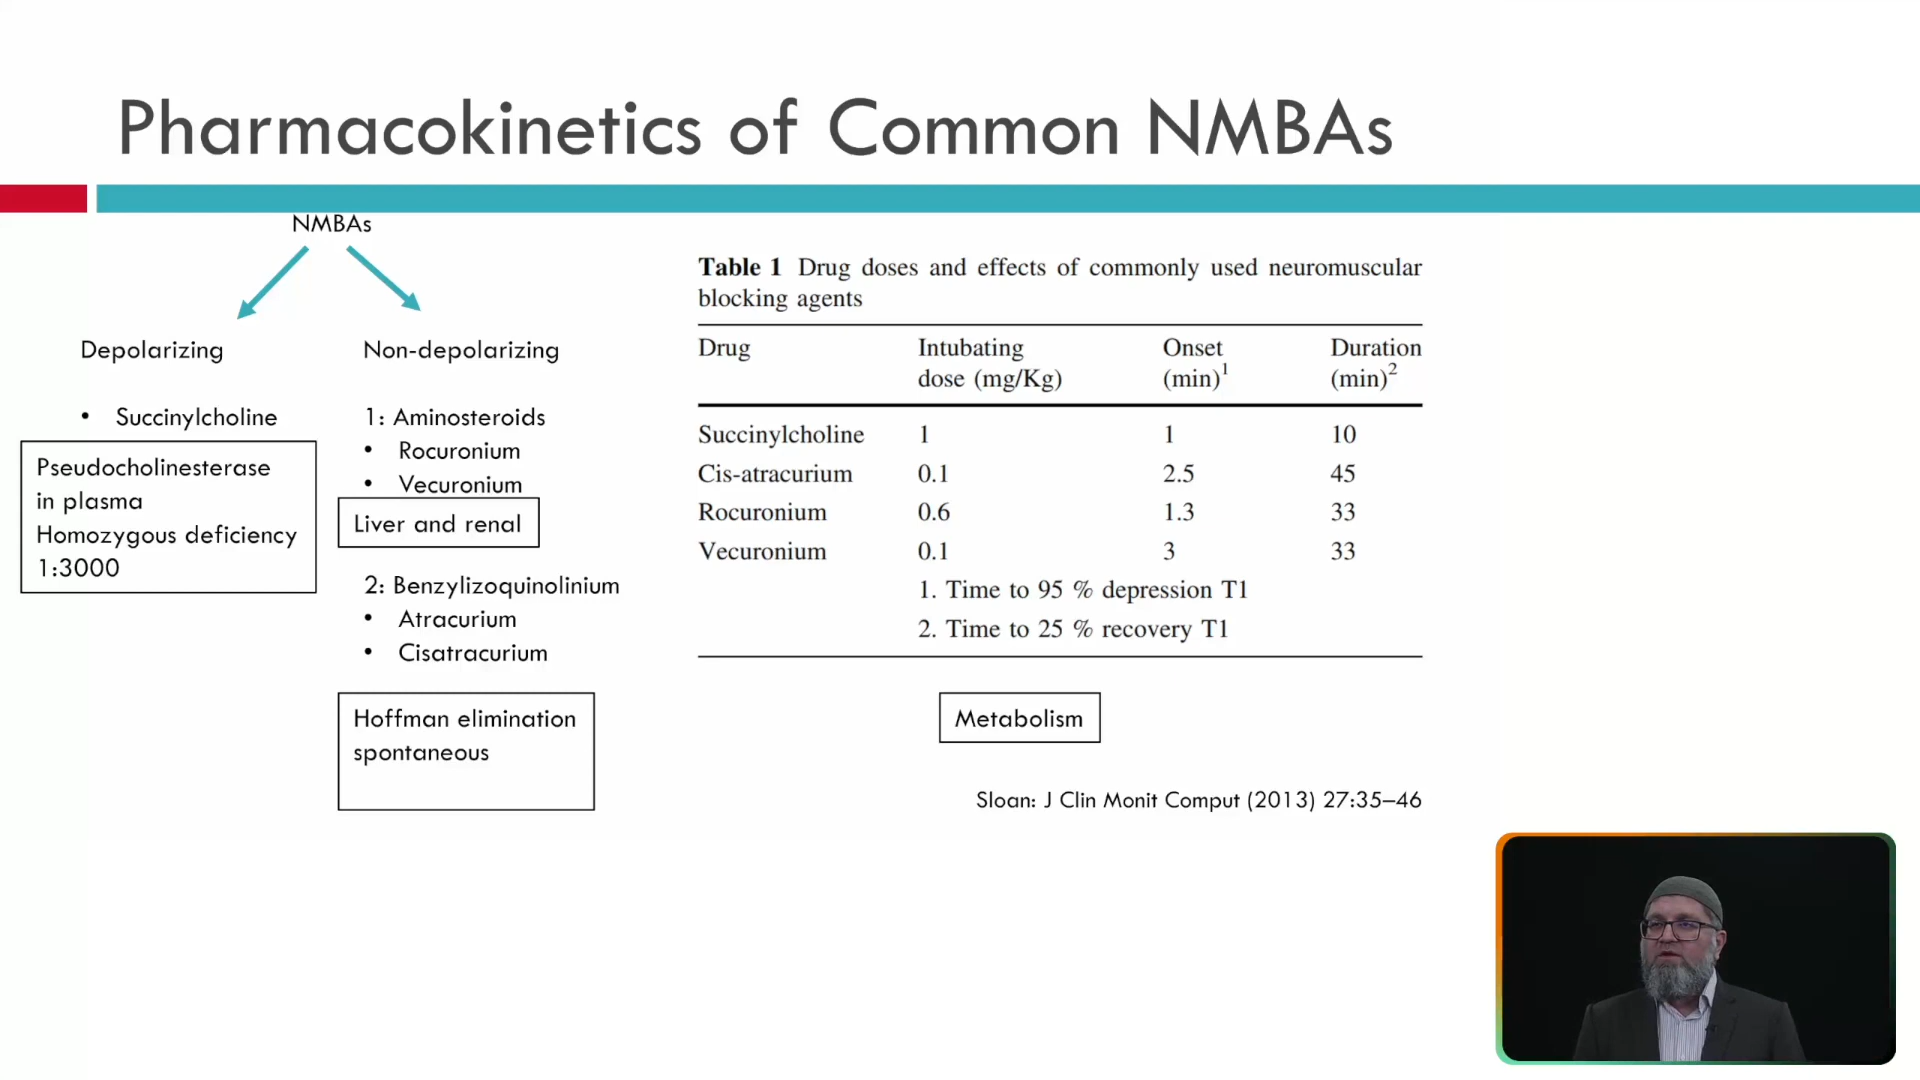 Pharmacokinetics of Common NMBAs
NMBAs
Depolarizing
• Succinylcholine
Pseudocholinesterase
in plasma
Homozygous deficiency
1:3000
Non-depolarizing
1: Aminosteroids
• Rocuronium
• Vecuronium
Liver and renal
2: Benzylizoquinolinium
• Atracurium
• Cisatracurium
Hoffman elimination
spontaneous
Table 1 Drug doses and effects of commonly used neuromuscular
blocking agents
Drug Intubating dose (mg/Kg) Onset (min)¹ Duration (min)²
Succinylcholine 1 1 10
Cis-atracurium 0.1 2.5 45
Rocuronium 0.6 1.3 33
Vecuronium 0.1 3 33
1. Time to 95 % depression T1
2. Time to 25 % recovery T1
Metabolism
Sloan: J Clin Monit Comput (2013) 27:35–46